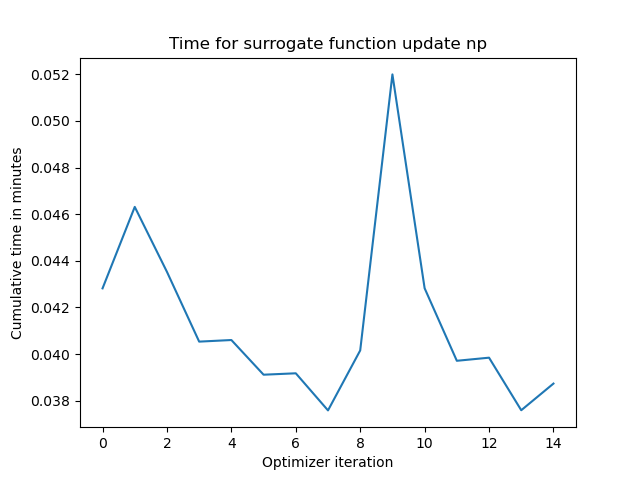 Time for surrogate function update np
0.052
0.050
0.048
0.046
0.044
0.042
0.040
0.038
Cumulative time in minutes
0 2 4 6 8 10 12 14
Optimizer iteration